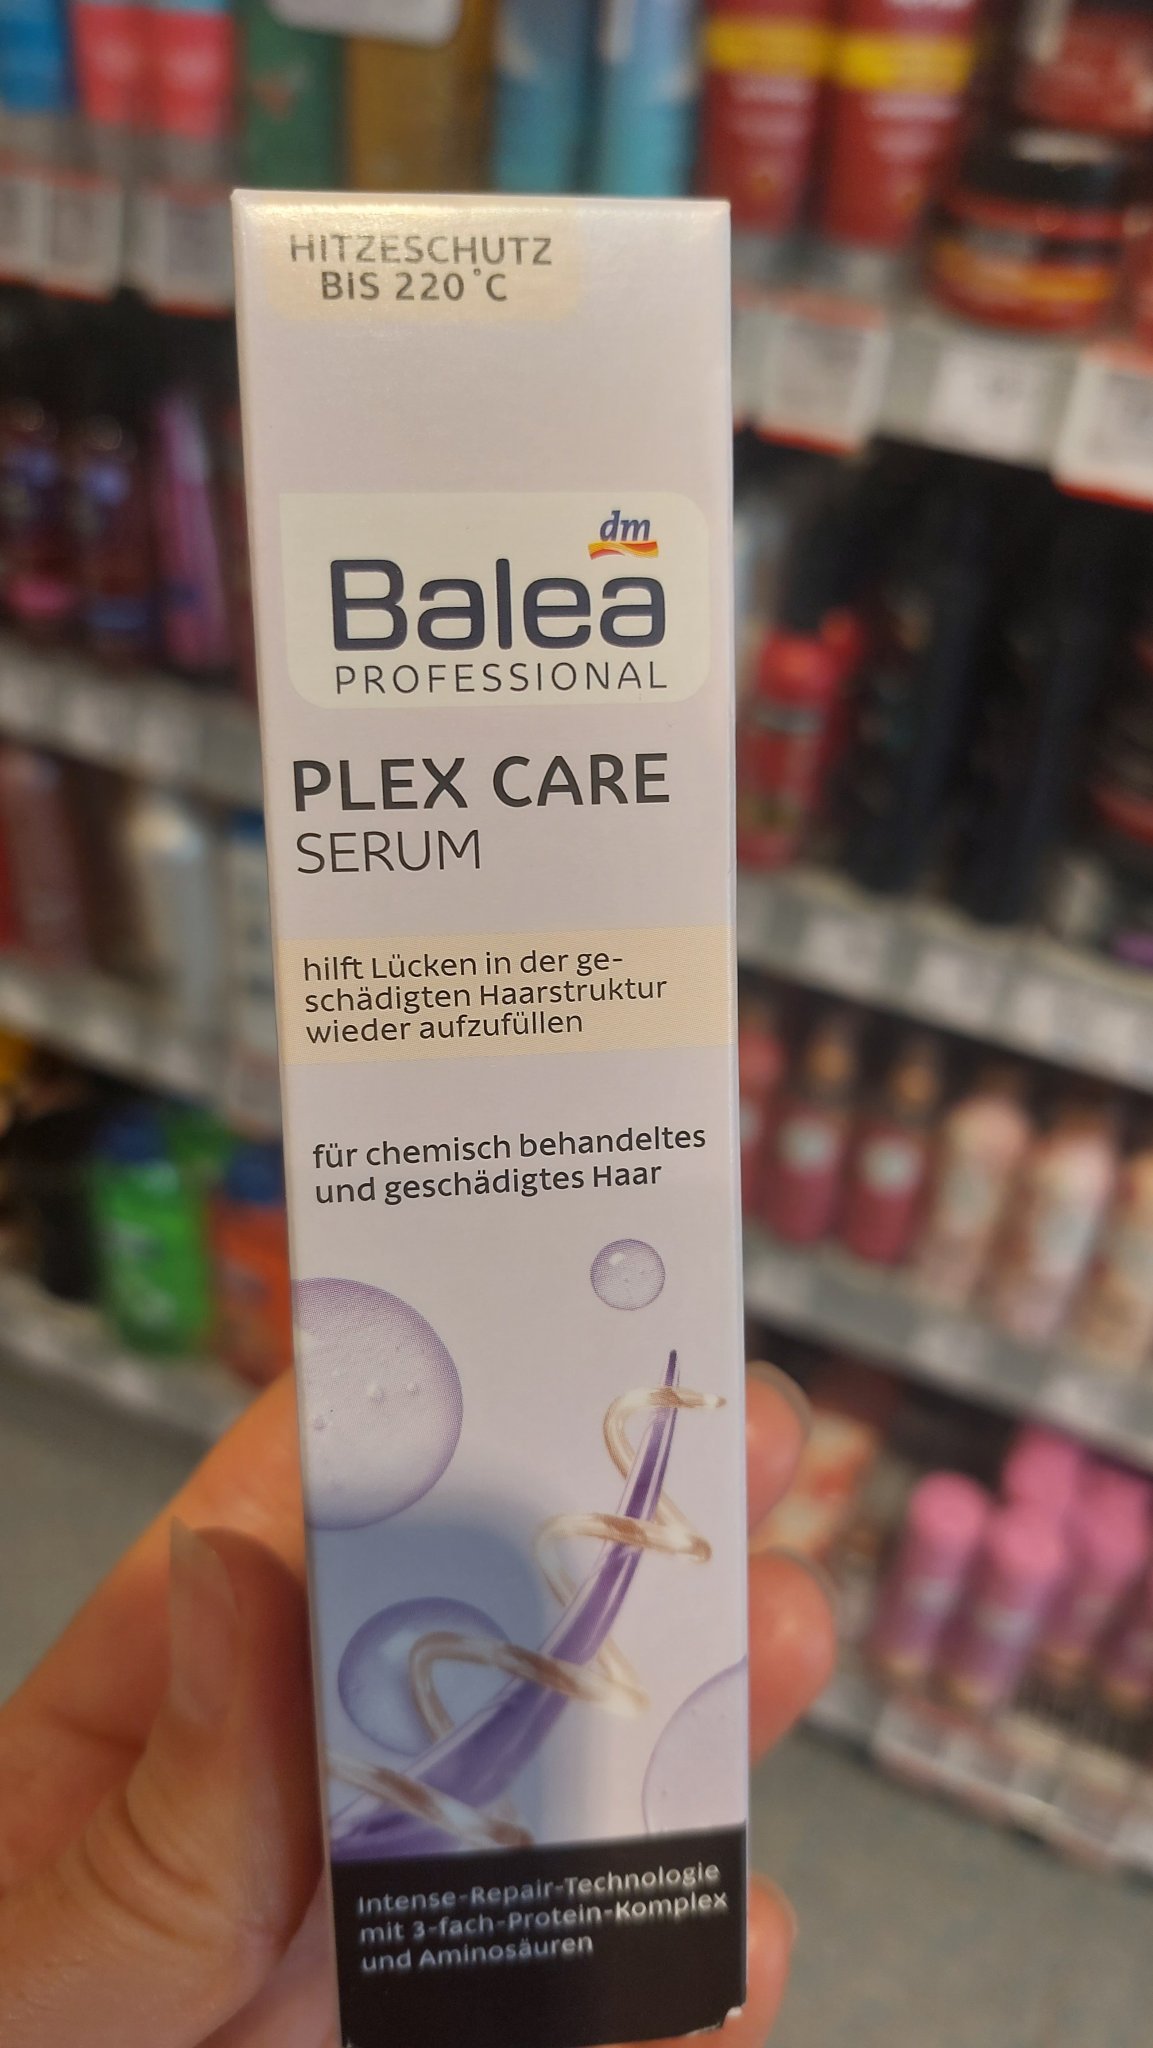 HITZESCHUTZ
BIS 220°C
dm
Balea
PROFESSIONAL
PLEX CARE
SERUM
hilft Lücken in der ge-
schädigten Haarstruktur
wieder aufzufüllen
für chemisch behandeltes
und geschädigtes Haar
Intense-Repair-Technologie
mit 3-fach-Protein-Komplex
und Aminosäuren